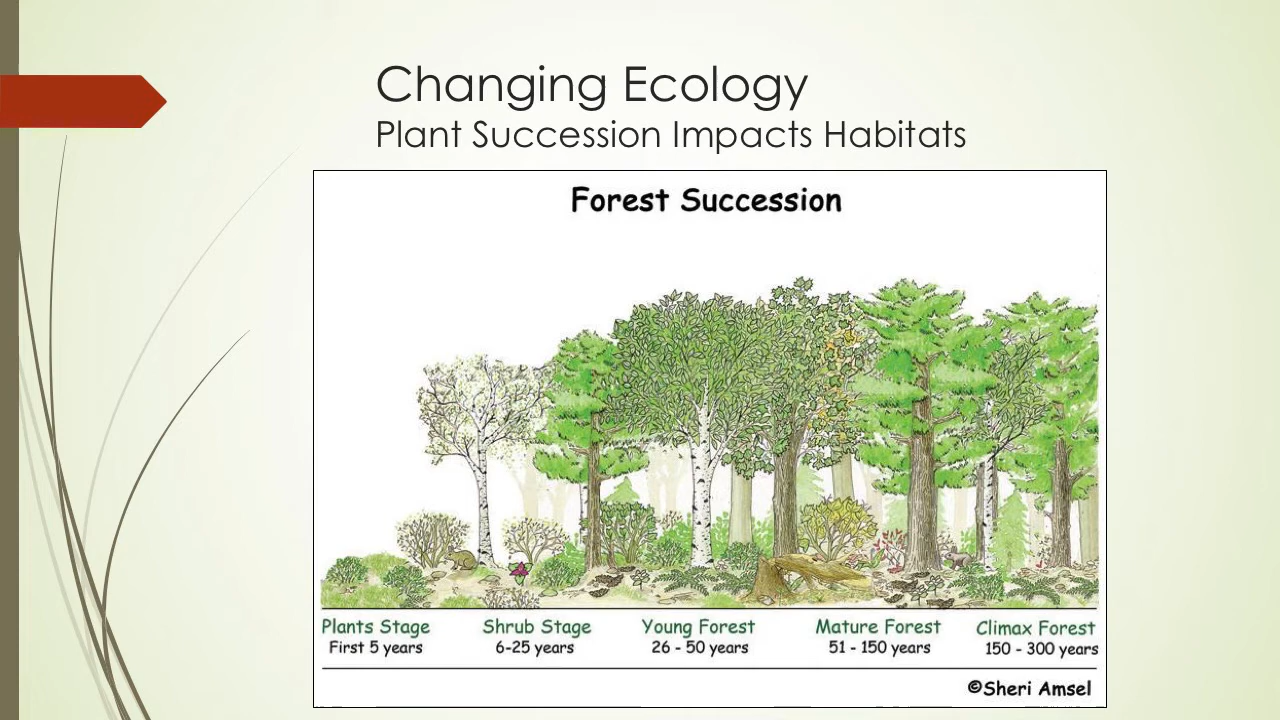 Changing Ecology
Plant Succession Impacts Habitats
Forest Succession
Plants Stage
First 5 years
Shrub Stage
6-25 years
Young Forest
26 - 50 years
Mature Forest
51 - 150 years
Climax Forest
150 - 300 years
©Sheri Amsel